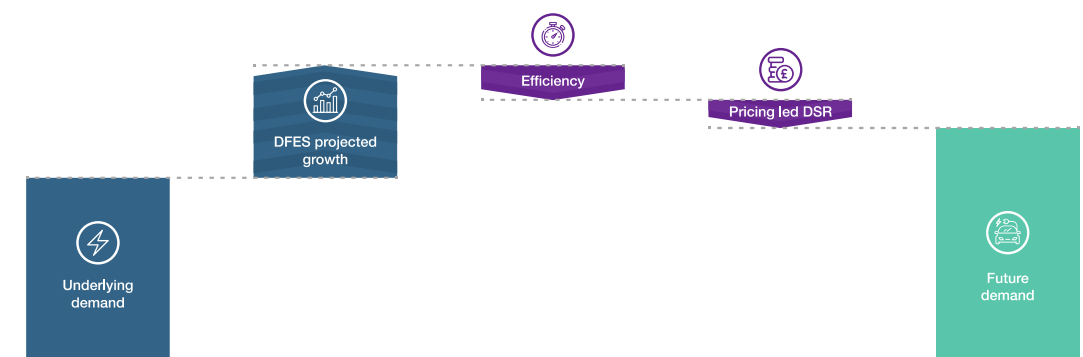 Underlying
demand
DFES projected
growth
Efficiency
£
Pricing led DSR
Future
demand